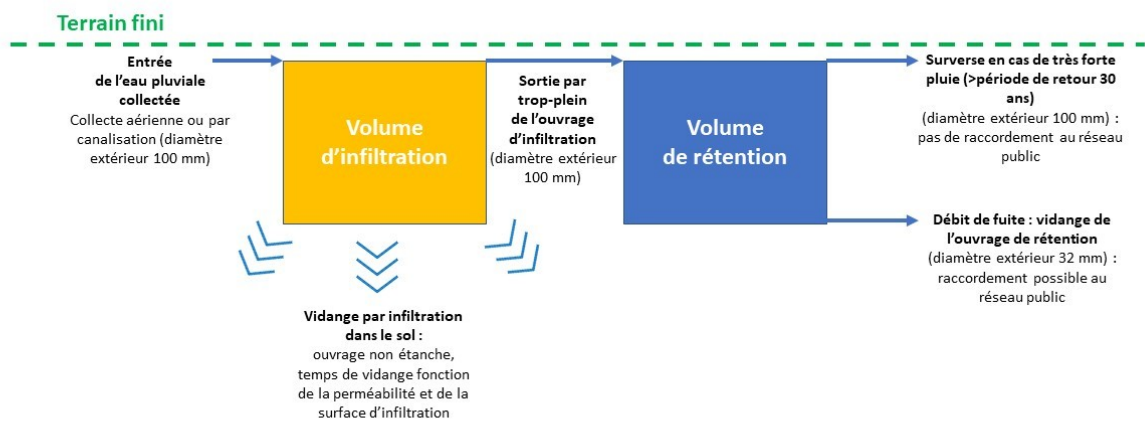 Terrain fini
Entrée
de l’eau pluviale
collectée
Collecte aérienne ou par
canalisation (diamètre
extérieur 100 mm)
Volume
d’infiltration
Sortie par
trop-plein
de l’ouvrage
d’infiltration
(diamètre extérieur
100 mm)
Volume
de rétention
Surverse en cas de très forte
pluie (>période de retour 30
ans)
(diamètre extérieur 100 mm) :
pas de raccordement au réseau
public
Débit de fuite : vidange de
l’ouvrage de rétention
(diamètre extérieur 32 mm) :
raccordement possible au
réseau public
Vidange par infiltration
dans le sol :
ouvrage non étanche,
temps de vidange fonction
de la perméabilité et de la
surface d’infiltration